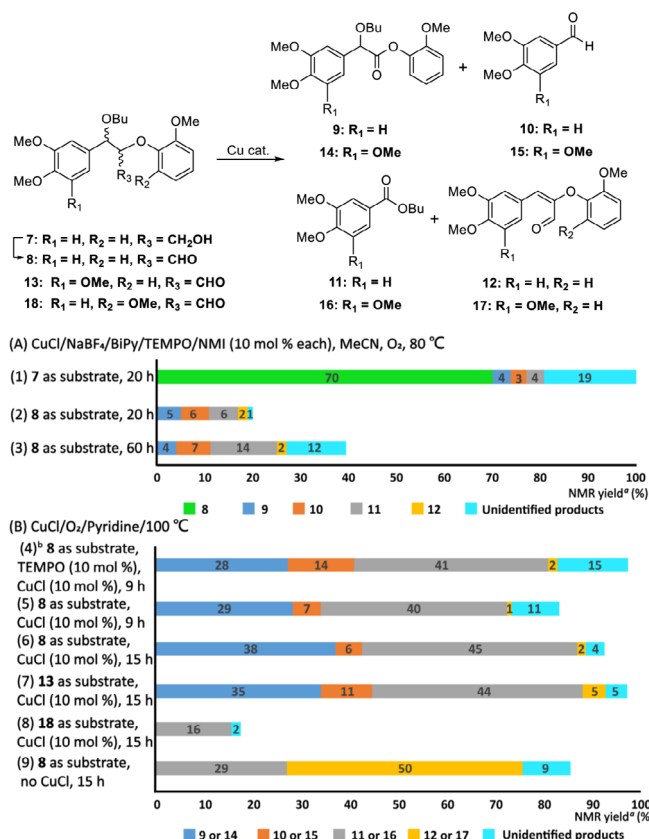 OBu
OMe
MeO
O
MeO
O
R1
9: R1 = H
14: R1 = OMe
+
O
MeO
H
MeO
R1
10: R1 = H
15: R1 = OMe
OBu
OMe
MeO
O
MeO
R3
R2
R1
Cu cat.
7: R1 = H, R2 = H, R3 = CH2OH
8: R1 = H, R2 = H, R3 = CHO
13: R1 = OMe, R2 = H, R3 = CHO
18: R1 = H, R2 = OMe, R3 = CHO
O
MeO
OBu
MeO
R1
11: R1 = H
16: R1 = OMe
+
OMe
MeO
O
MeO
O
R2
R1
12: R1 = H, R2 = H
17: R1 = OMe, R2 = H
(A) CuCl/NaBF₄/BiPy/TEMPO/NMI (10 mol % each), MeCN, O₂, 80 ℃
(1) 7 as substrate, 20 h
70 4 3 4 19
(2) 8 as substrate, 20 h
5 6 6 2 1
(3) 8 as substrate, 60 h
4 7 14 2 12
0 10 20 30 40 50 60 70 80 90 100
NMR yieldᵃ (%)
8 9 10 11 12 Unidentified products
(B) CuCl/O₂/Pyridine/100 ℃
(4)ᵇ 8 as substrate,
TEMPO (10 mol %),
CuCl (10 mol %), 9 h
28 14 41 2 15
(5) 8 as substrate,
CuCl (10 mol %), 9 h
29 7 40 1 11
(6) 8 as substrate,
CuCl (10 mol %), 15 h
38 6 45 2 4
(7) 13 as substrate,
CuCl (10 mol %), 15 h
35 11 44 5 5
(8) 18 as substrate,
CuCl (10 mol %), 15 h
16 2
(9) 8 as substrate,
no CuCl, 15 h
29 50 9
0 10 20 30 40 50 60 70 80 90 100
NMR yieldᵃ (%)
9 or 14 10 or 15 11 or 16 12 or 17 Unidentified products